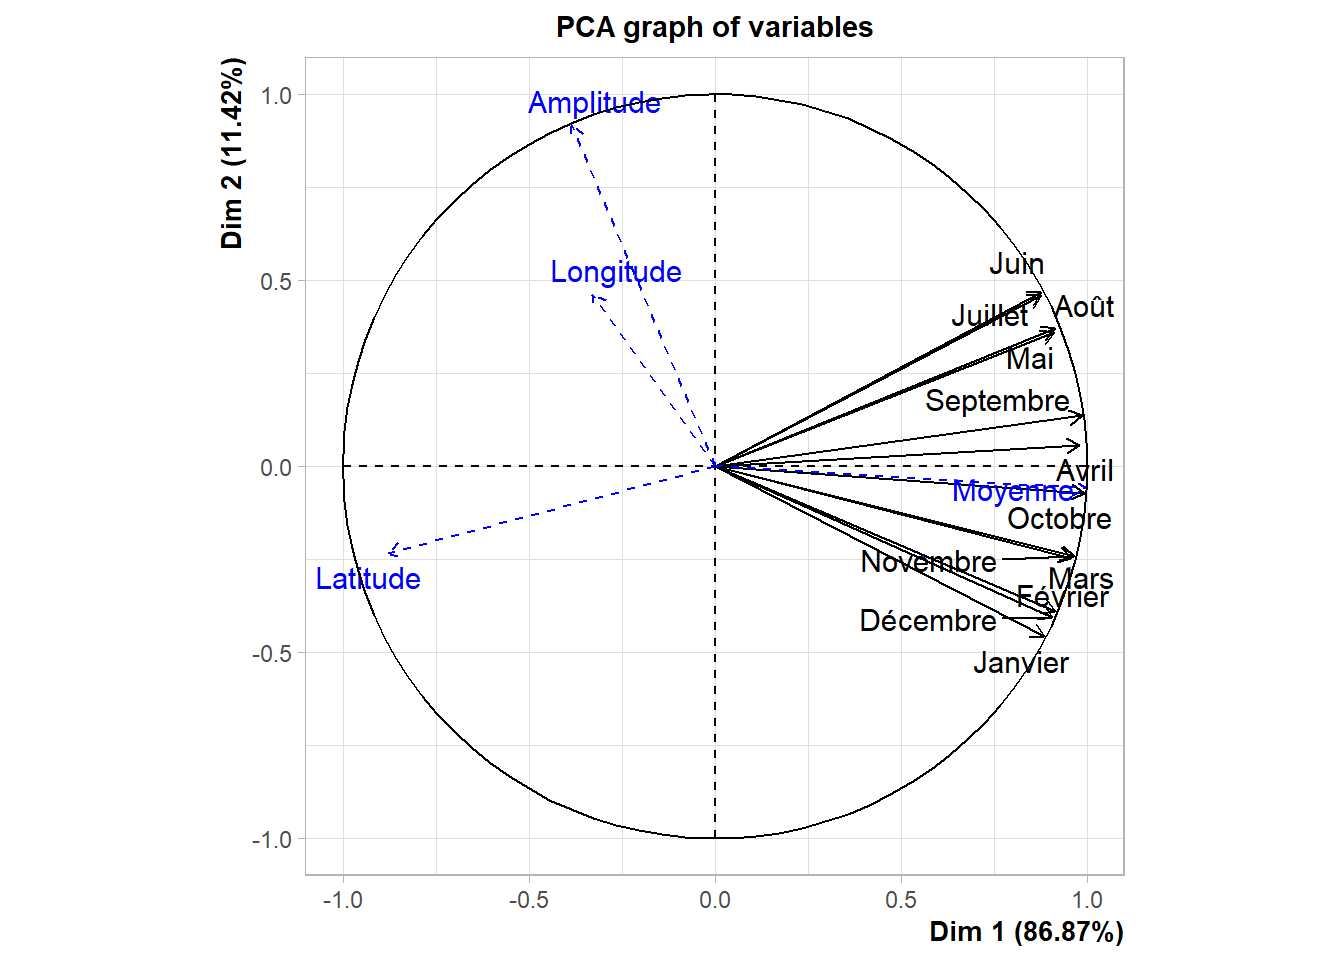 PCA graph of variables
Dim 2 (11.42%)
1.0
0.5
0.0
-0.5
-1.0
Amplitude
Longitude
Latitude
Juin
Août
Juillet
Mai
Septembre
Avril
Moyenne
Octobre
Novembre
Mars
Février
Décembre
Janvier
-1.0
-0.5
0.0
0.5
1.0
Dim 1 (86.87%)